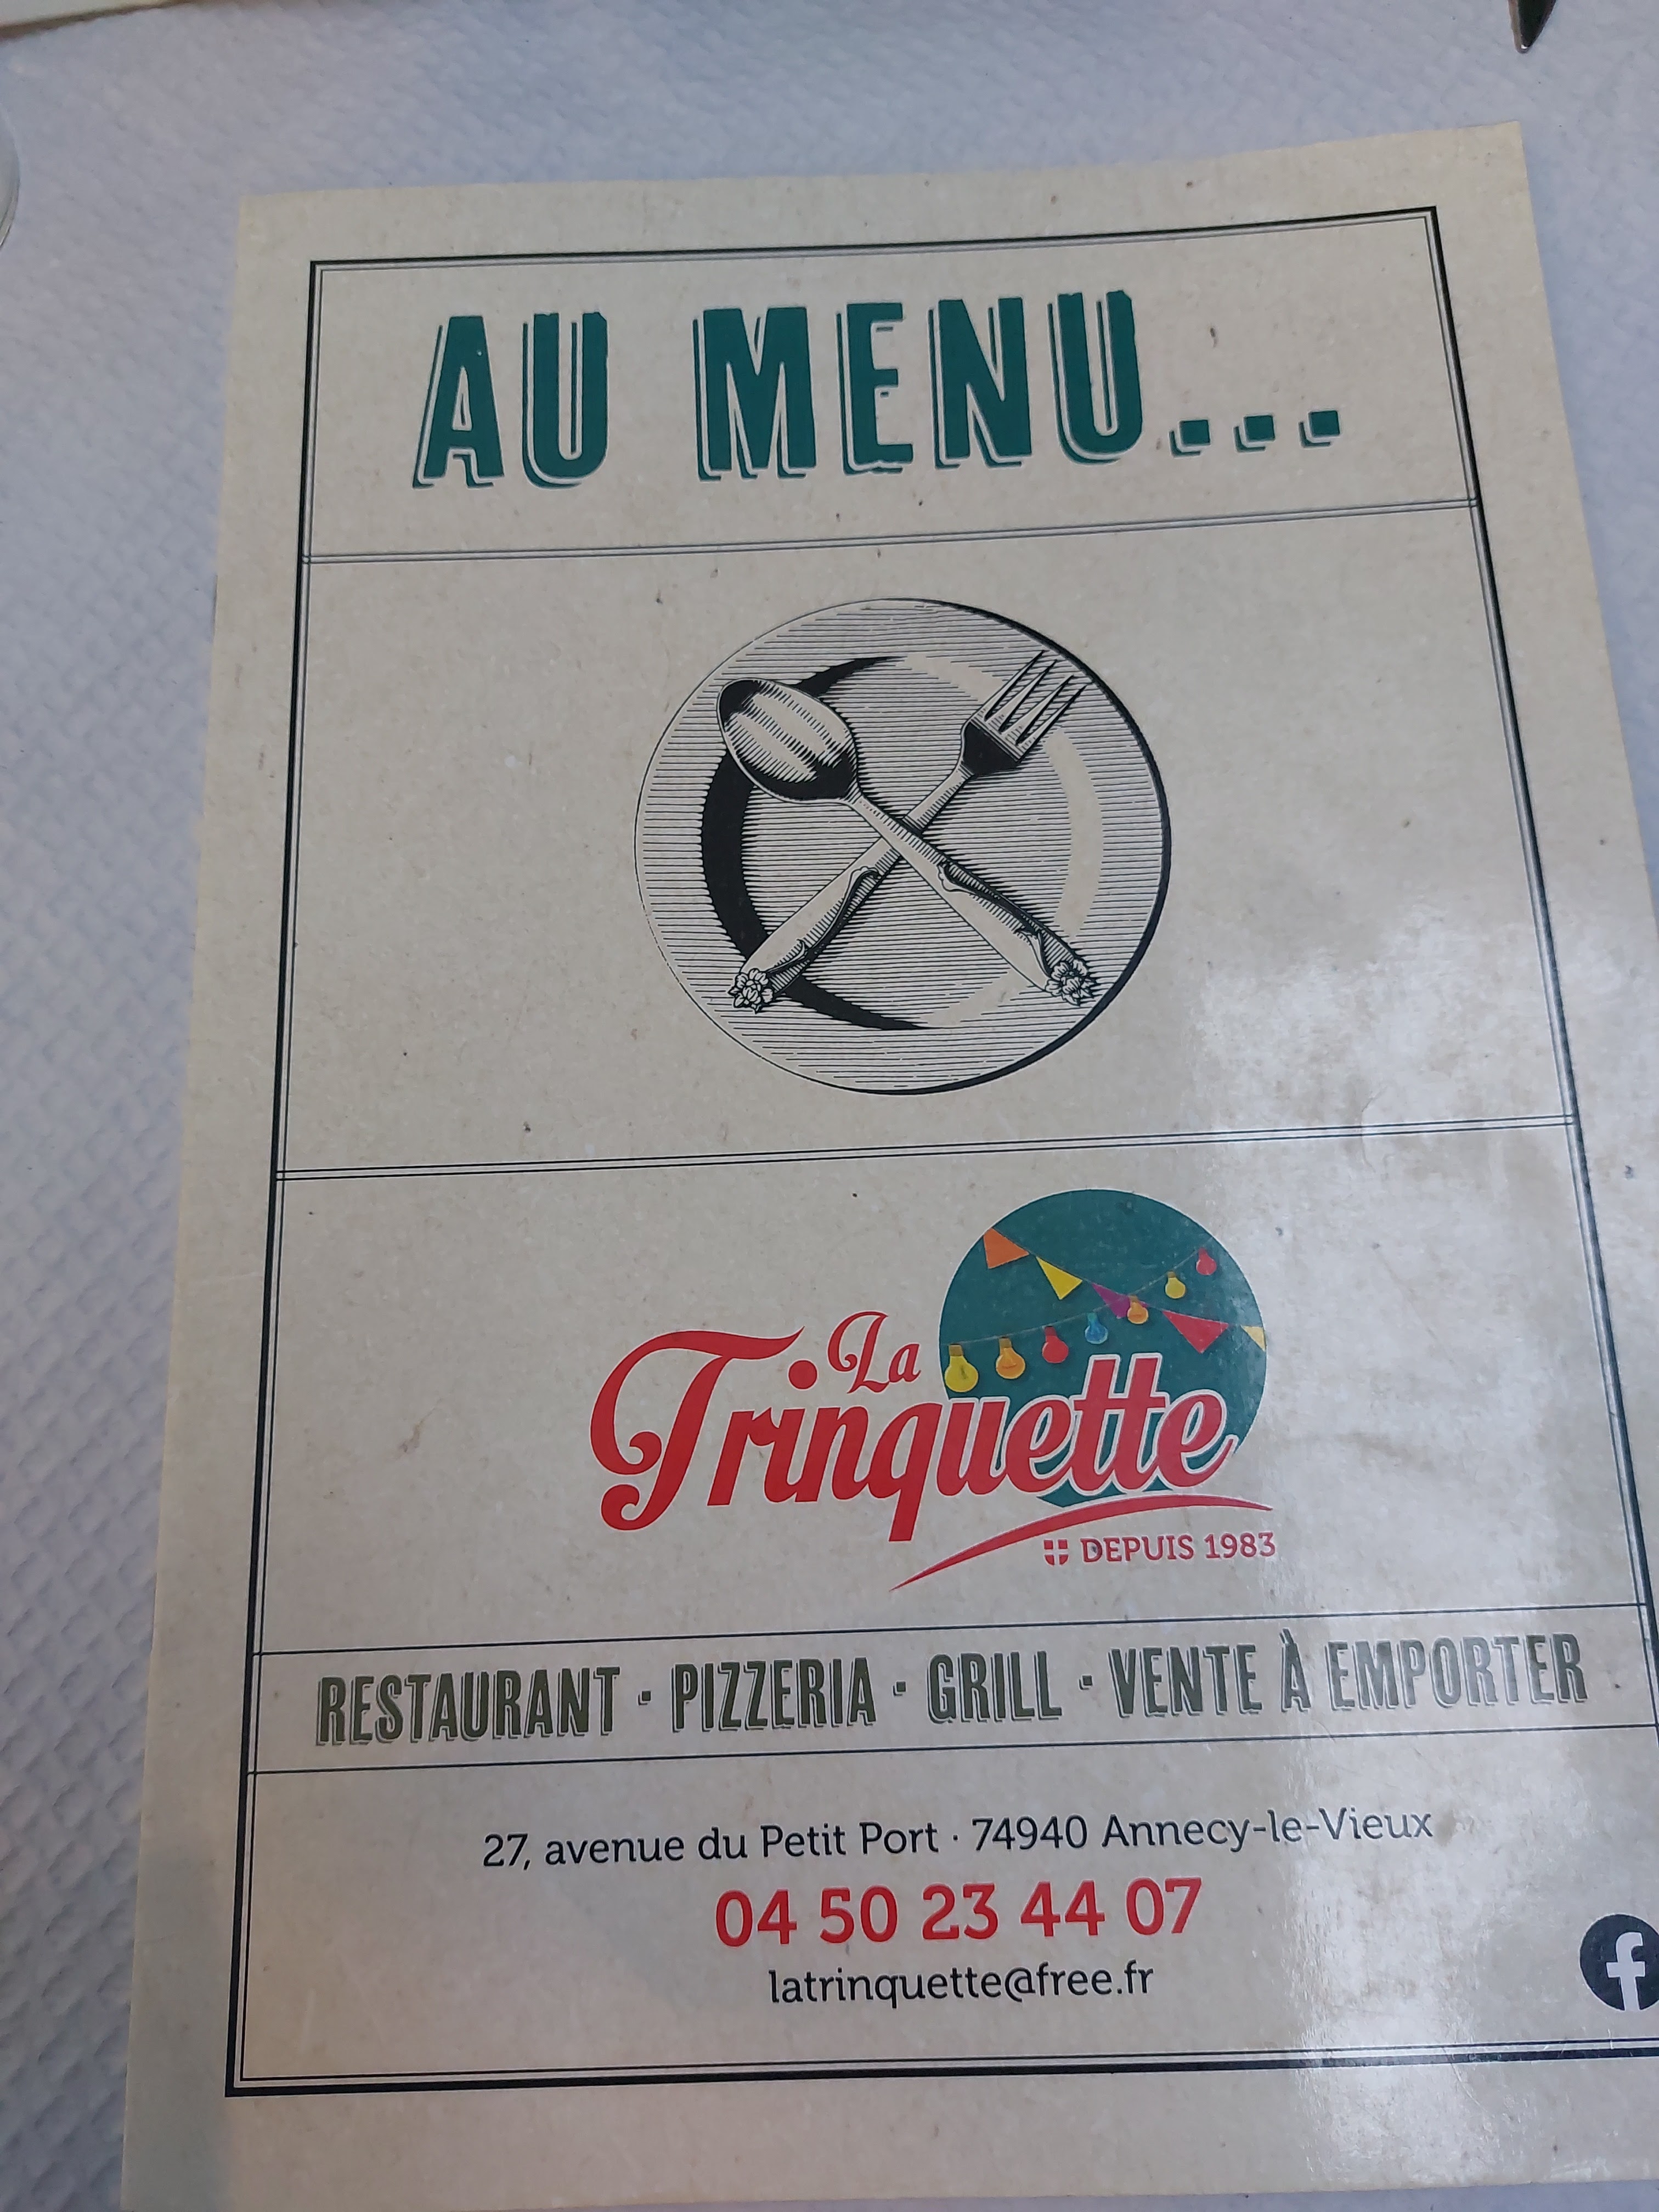 AU MENU...
La
Trinquette
DEPUIS 1983
RESTAURANT · PIZZERIA · GRILL · VENTE À EMPORTER
27, avenue du Petit Port · 74940 Annecy-le-Vieux
04 50 23 44 07
latrinquette@free.fr